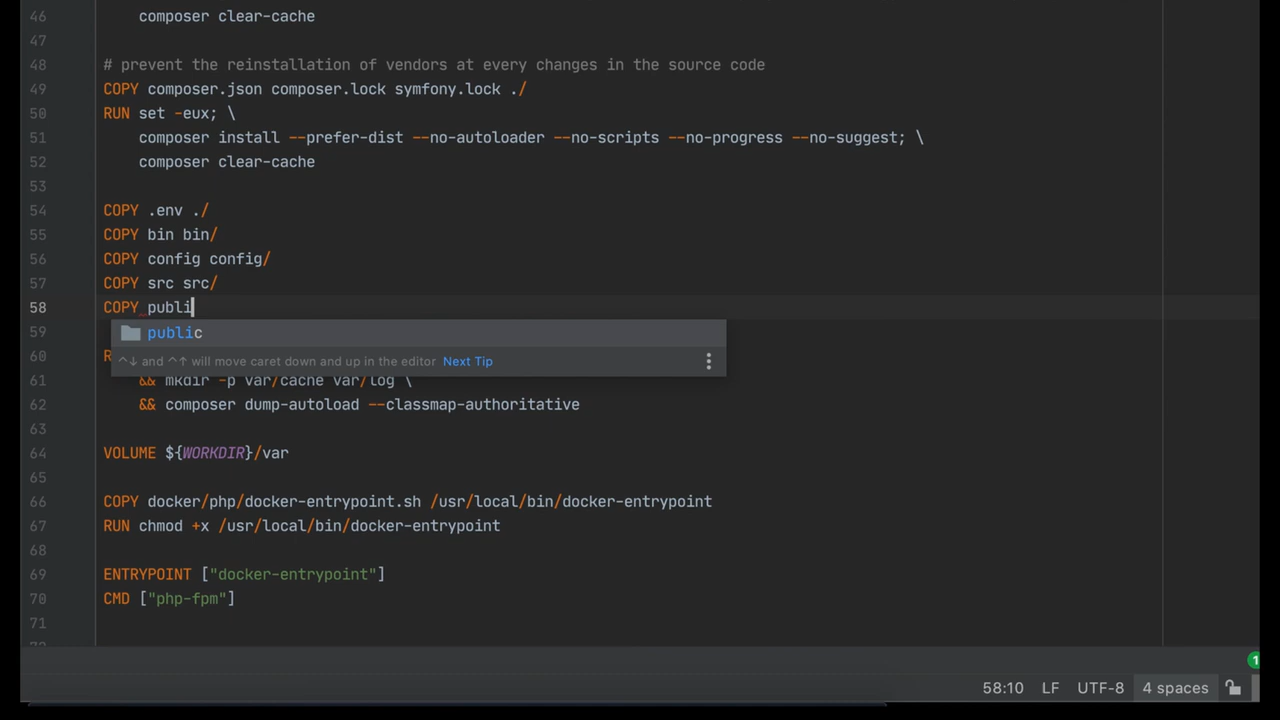 46 composer clear-cache
47
48 # prevent the reinstallation of vendors at every changes in the source code
49 COPY composer.json composer.lock symfony.lock ./
50 RUN set -eux; \
51 composer install --prefer-dist --no-autoloader --no-scripts --no-progress --no-suggest; \
52 composer clear-cache
53
54 COPY .env ./
55 COPY bin bin/
56 COPY config config/
57 COPY src src/
58 COPY publi
public
59
^↓ and ^↑ will move caret down and up in the editor Next Tip
60 R
61 && mkdir -p var/cache var/log \
62 && composer dump-autoload --classmap-authoritative
63
64 VOLUME ${WORKDIR}/var
65
66 COPY docker/php/docker-entrypoint.sh /usr/local/bin/docker-entrypoint
67 RUN chmod +x /usr/local/bin/docker-entrypoint
68
69 ENTRYPOINT ["docker-entrypoint"]
70 CMD ["php-fpm"]
71
1
58:10 LF UTF-8 4 spaces